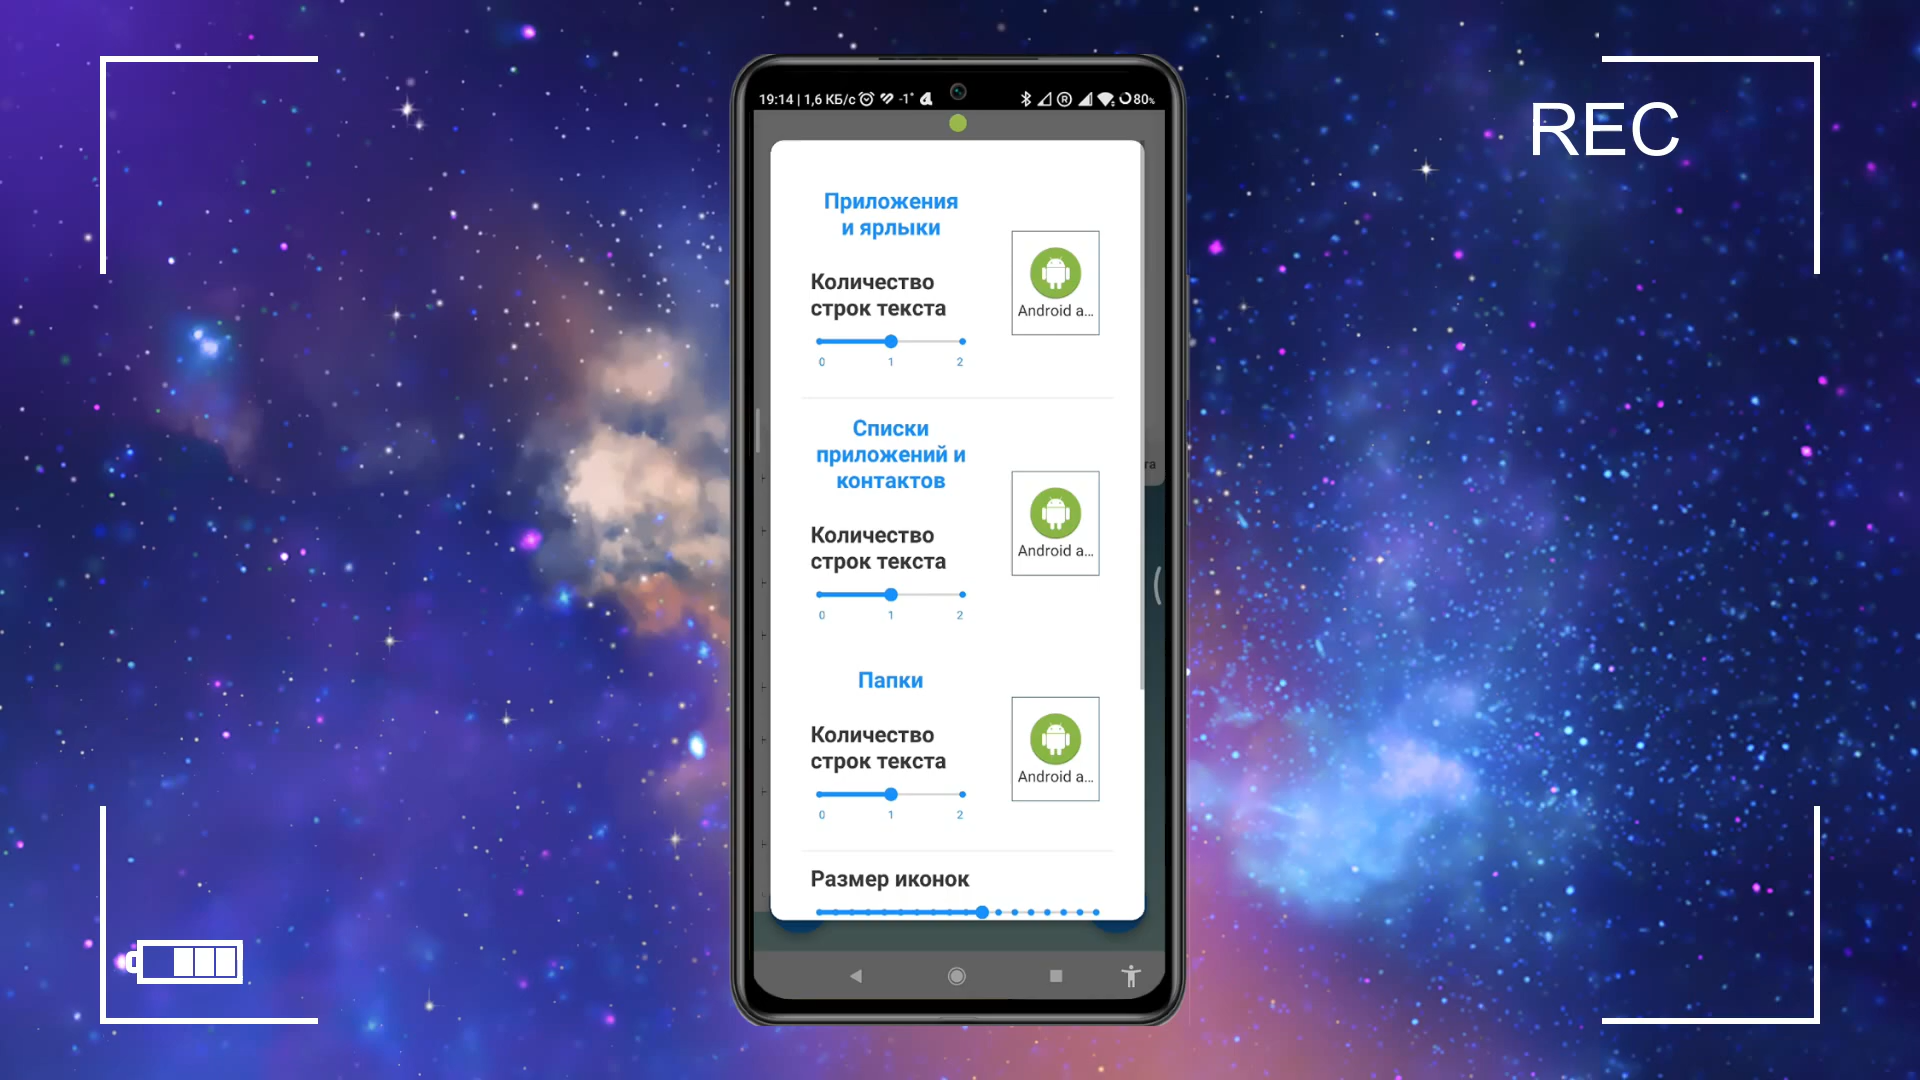 REC
19:14 | 1,6 КБ/с -1° 80%
Приложения
и ярлыки
Количество
строк текста
Android a...
0 1 2
Списки
приложений и
контактов
Количество
строк текста
Android a...
0 1 2
Папки
Количество
строк текста
Android a...
0 1 2
Размер иконок